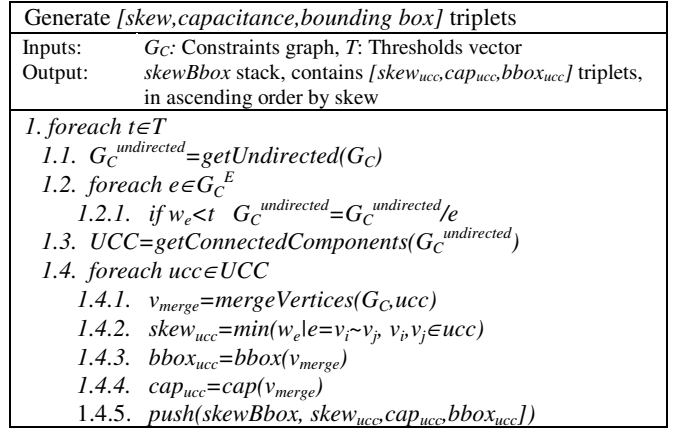 Generate [skew,capacitance,bounding box] triplets
Inputs: G_C: Constraints graph, T: Thresholds vector
Output: skewBbox stack, contains [skew_ucc,cap_ucc,bbox_ucc] triplets,
in ascending order by skew
1. foreach t∈T
1.1. G_C^undirected=getUndirected(G_C)
1.2. foreach e∈G_C^E
1.2.1. if w_e<t G_C^undirected=G_C^undirected/e
1.3. UCC=getConnectedComponents(G_C^undirected)
1.4. foreach ucc∈UCC
1.4.1. v_merge=mergeVertices(G_C,ucc)
1.4.2. skew_ucc=min(w_e|e=v_i~v_j, v_i,v_j∈ucc)
1.4.3. bbox_ucc=bbox(v_merge)
1.4.4. cap_ucc=cap(v_merge)
1.4.5. push(skewBbox, skew_ucc,cap_ucc,bbox_ucc])